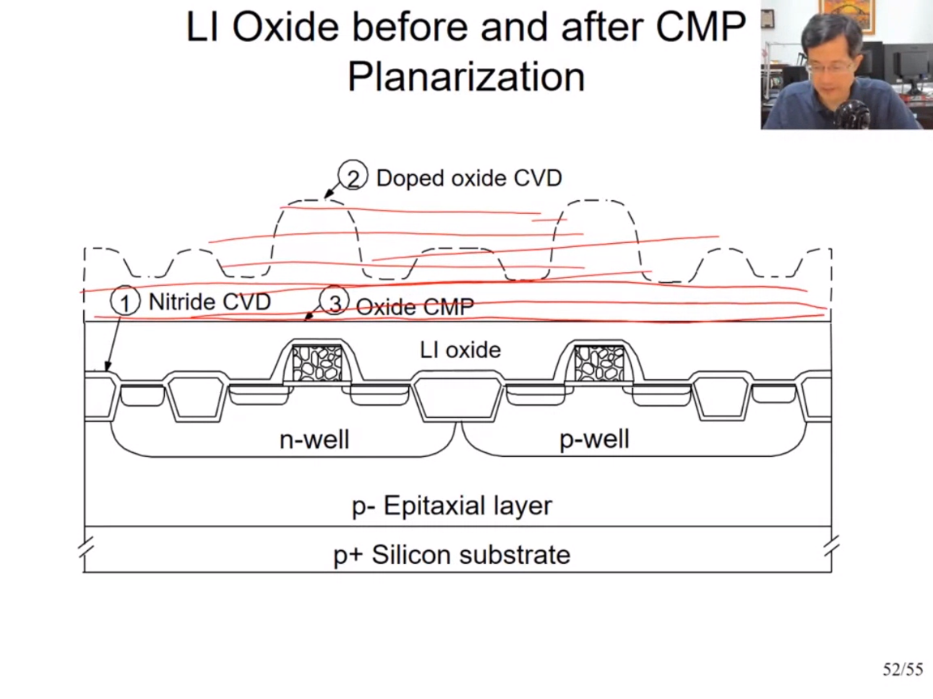 LI Oxide before and after CMP
Planarization
2 Doped oxide CVD
1 Nitride CVD
3 Oxide CMP
LI oxide
n-well
p-well
p- Epitaxial layer
p+ Silicon substrate
52/55